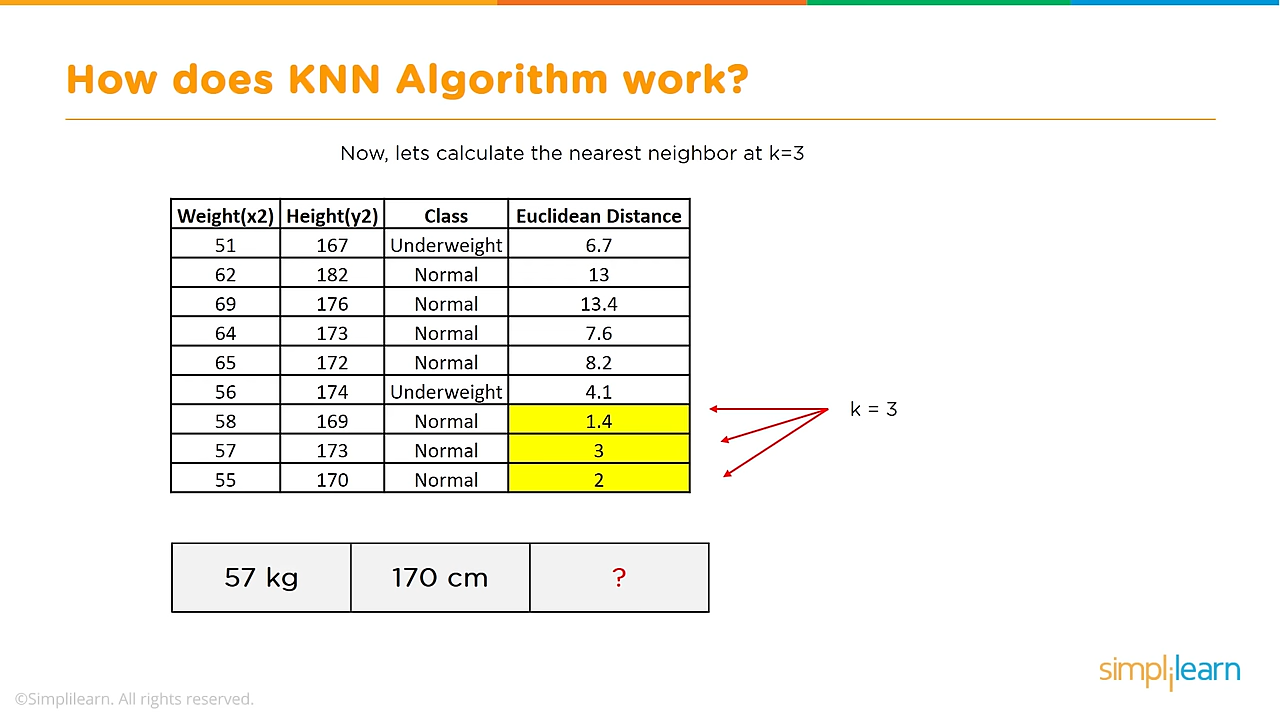 How does KNN Algorithm work?
Now, lets calculate the nearest neighbor at k=3
Weight(x2) Height(y2) Class Euclidean Distance
51 167 Underweight 6.7
62 182 Normal 13
69 176 Normal 13.4
64 173 Normal 7.6
65 172 Normal 8.2
56 174 Underweight 4.1
58 169 Normal 1.4
57 173 Normal 3
55 170 Normal 2
k = 3
57 kg 170 cm ?
simplilearn
©Simplilearn. All rights reserved.